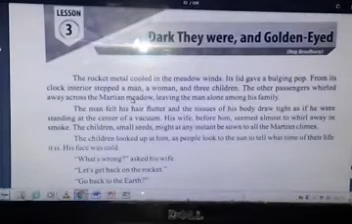 LESSON
3
Dark They were, and Golden-Eyed
(Ray Bradbury)
The rocket metal cooled in the meadow winds. Its lid gave a bulging pop. From its
clock interior stepped a man, a woman, and three children. The other passengers whirled
away across the Martian meadow, leaving the man alone among his family.
The man felt his hair flutter and the tissues of his body draw tight as if he were
standing at the center of a vacuum. His wife, before him, seemed almost to whirl away in
smoke. The children, small seeds, might at any instant be sown to all the Martian climes.
The children looked up at him, as people look to the sun to tell what time of their life
it is. His face was cold.
"What's wrong?" asked his wife.
"Let's get back on the rocket."
"Go back to the Earth?"
DELL